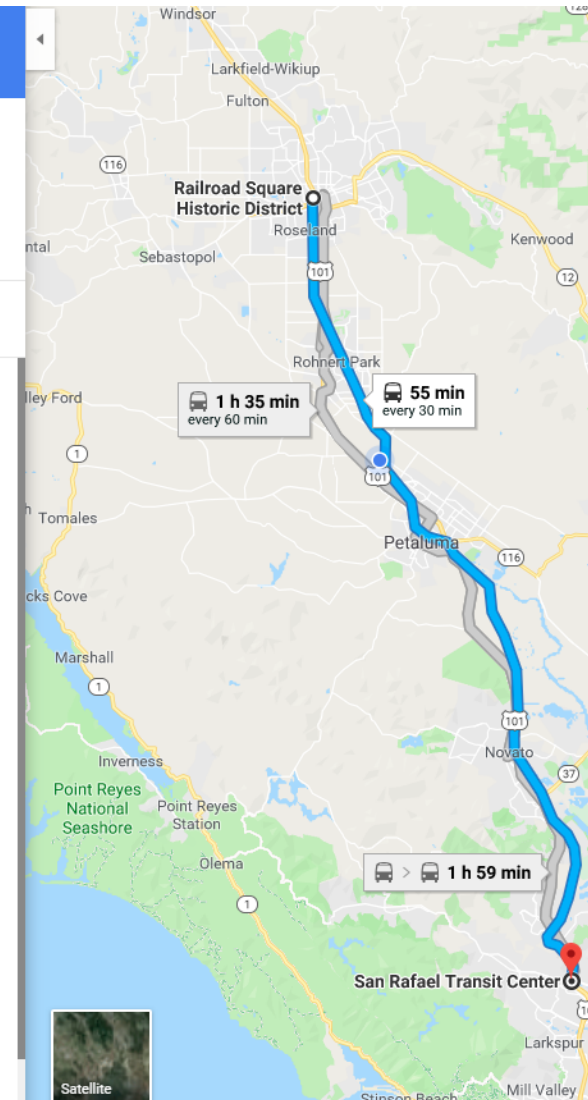 128
Windsor
Larkfield-Wikiup
Fulton
116
Railroad Square
Historic District
Roseland
ntal
Sebastopol
Kenwood
101
12
Rohnert Park
lley Ford
1 h 35 min
every 60 min
55 min
every 30 min
1
101
h
Tomales
Petaluma
116
cks Cove
Marshall
1
101
Novato
37
Inverness
Point Reyes
National
Seashore
Point Reyes
Station
Olema
> 1 h 59 min
1
San Rafael Transit Center
Larkspur
Satellite
Stinson Beach
Mill Valley